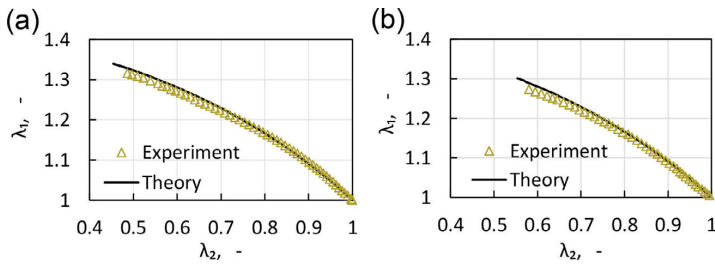 (a)
1.4
1.3
1.2
1.1
1
λ1, -
Experiment
Theory
0.4 0.5 0.6 0.7 0.8 0.9 1
λ2, -
(b)
1.4
1.3
1.2
1.1
1
λ1, -
Experiment
Theory
0.4 0.5 0.6 0.7 0.8 0.9 1
λ2, -